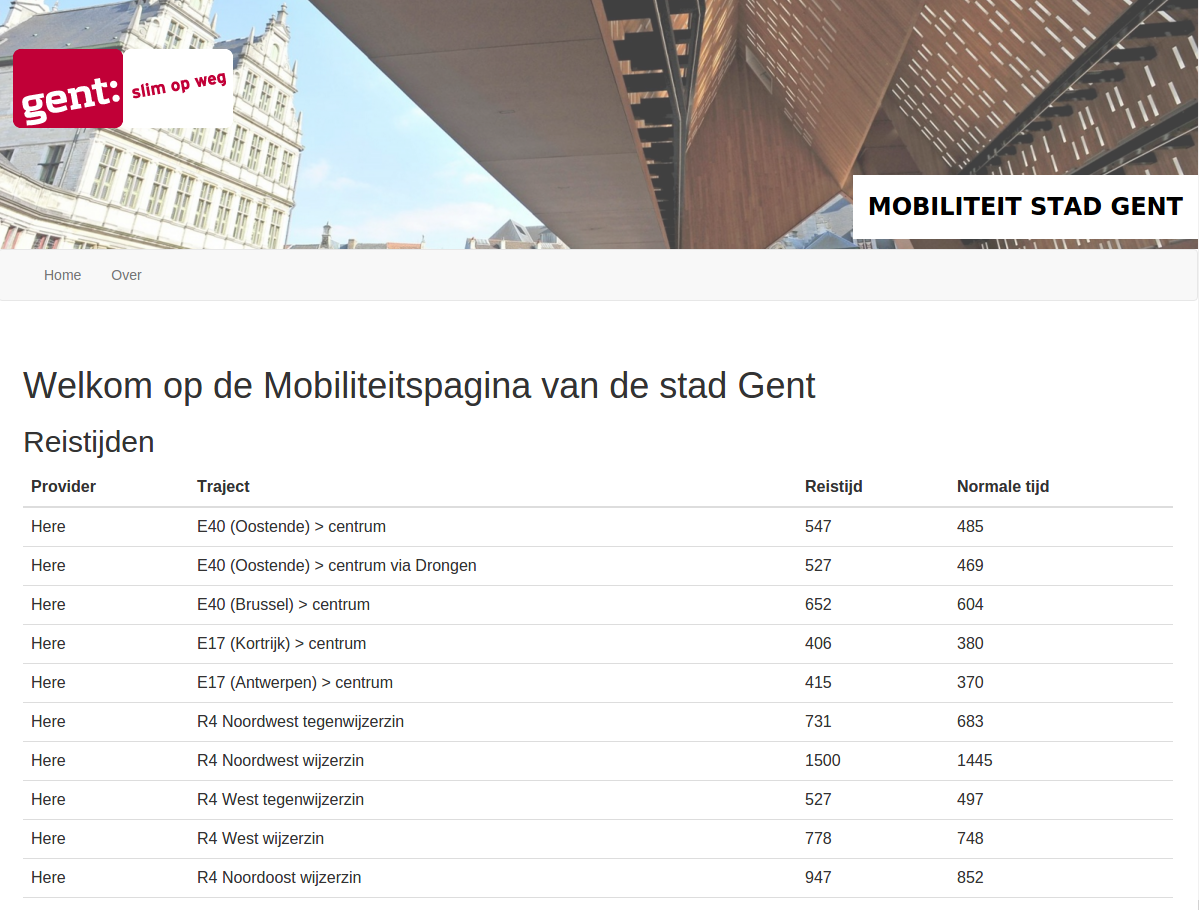 gent: slim op weg
MOBILITEIT STAD GENT
Home Over
Welkom op de Mobiliteitspagina van de stad Gent
Reistijden
Provider Traject Reistijd Normale tijd
Here E40 (Oostende) > centrum 547 485
Here E40 (Oostende) > centrum via Drongen 527 469
Here E40 (Brussel) > centrum 652 604
Here E17 (Kortrijk) > centrum 406 380
Here E17 (Antwerpen) > centrum 415 370
Here R4 Noordwest tegenwijzerzin 731 683
Here R4 Noordwest wijzerzin 1500 1445
Here R4 West tegenwijzerzin 527 497
Here R4 West wijzerzin 778 748
Here R4 Noordoost wijzerzin 947 852